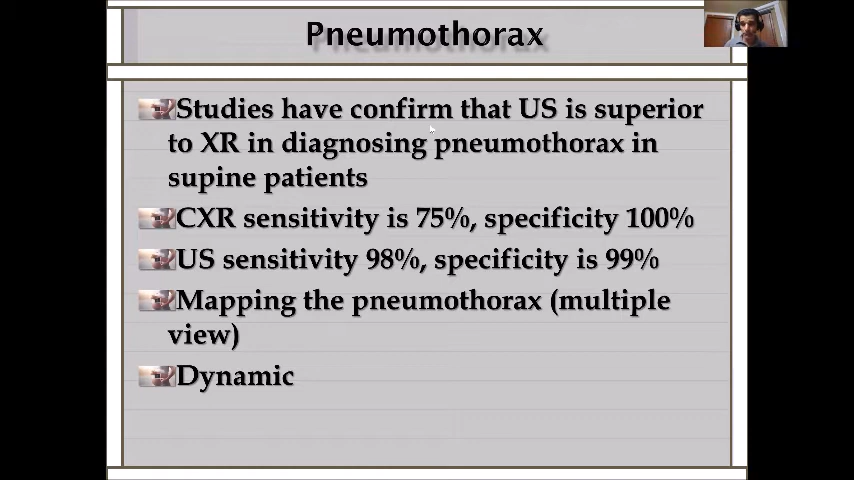 Pneumothorax
Studies have confirm that US is superior
to XR in diagnosing pneumothorax in
supine patients
CXR sensitivity is 75%, specificity 100%
US sensitivity 98%, specificity is 99%
Mapping the pneumothorax (multiple
view)
Dynamic